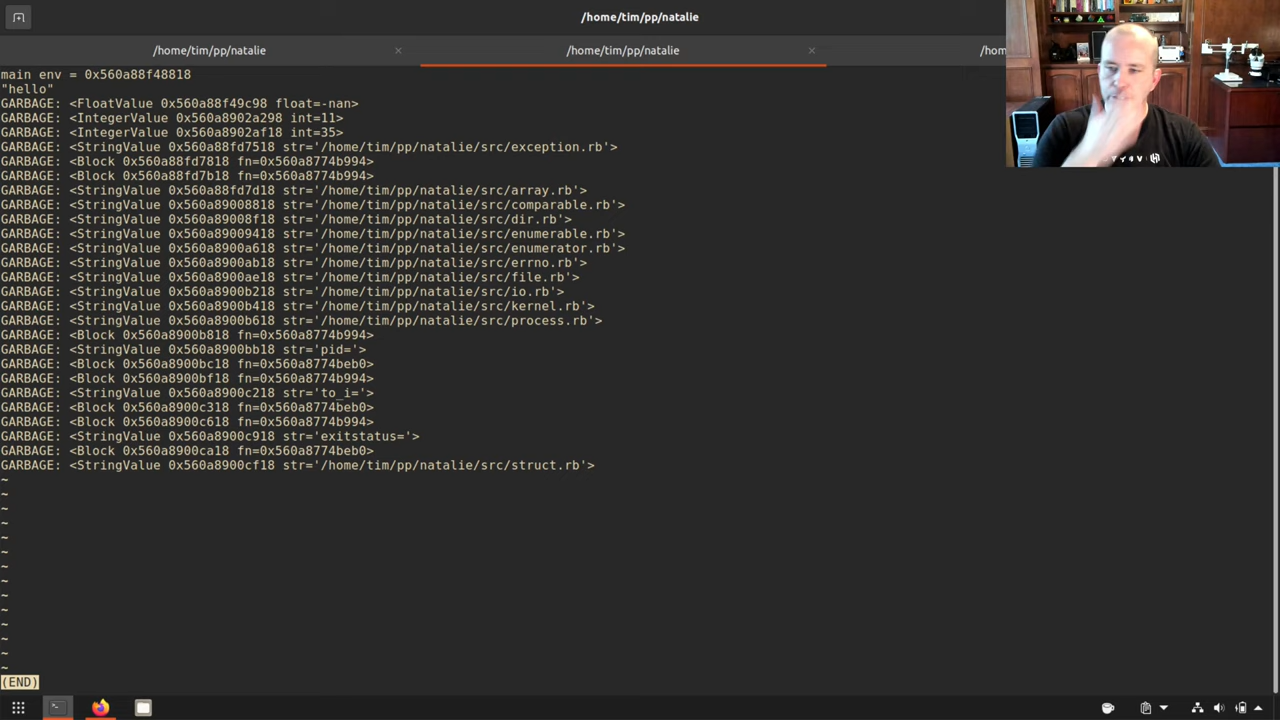 /home/tim/pp/natalie
/home/tim/pp/natalie × /home/tim/pp/natalie × /hom
main env = 0x560a88f48818
"hello"
GARBAGE: <FloatValue 0x560a88f49c98 float=-nan>
GARBAGE: <IntegerValue 0x560a8902a298 int=11>
GARBAGE: <IntegerValue 0x560a8902af18 int=35>
GARBAGE: <StringValue 0x560a88fd7518 str='/home/tim/pp/natalie/src/exception.rb'>
GARBAGE: <Block 0x560a88fd7818 fn=0x560a8774b994>
GARBAGE: <Block 0x560a88fd7b18 fn=0x560a8774b994>
GARBAGE: <StringValue 0x560a88fd7d18 str='/home/tim/pp/natalie/src/array.rb'>
GARBAGE: <StringValue 0x560a89008818 str='/home/tim/pp/natalie/src/comparable.rb'>
GARBAGE: <StringValue 0x560a89008f18 str='/home/tim/pp/natalie/src/dir.rb'>
GARBAGE: <StringValue 0x560a89009418 str='/home/tim/pp/natalie/src/enumerable.rb'>
GARBAGE: <StringValue 0x560a8900a618 str='/home/tim/pp/natalie/src/enumerator.rb'>
GARBAGE: <StringValue 0x560a8900ab18 str='/home/tim/pp/natalie/src/errno.rb'>
GARBAGE: <StringValue 0x560a8900ae18 str='/home/tim/pp/natalie/src/file.rb'>
GARBAGE: <StringValue 0x560a8900b218 str='/home/tim/pp/natalie/src/io.rb'>
GARBAGE: <StringValue 0x560a8900b418 str='/home/tim/pp/natalie/src/kernel.rb'>
GARBAGE: <StringValue 0x560a8900b618 str='/home/tim/pp/natalie/src/process.rb'>
GARBAGE: <Block 0x560a8900b818 fn=0x560a8774b994>
GARBAGE: <StringValue 0x560a8900bb18 str='pid='>
GARBAGE: <Block 0x560a8900bc18 fn=0x560a8774beb0>
GARBAGE: <Block 0x560a8900bf18 fn=0x560a8774b994>
GARBAGE: <StringValue 0x560a8900c218 str='to_i='>
GARBAGE: <Block 0x560a8900c318 fn=0x560a8774beb0>
GARBAGE: <Block 0x560a8900c618 fn=0x560a8774b994>
GARBAGE: <StringValue 0x560a8900c918 str='exitstatus='>
GARBAGE: <Block 0x560a8900ca18 fn=0x560a8774beb0>
GARBAGE: <StringValue 0x560a8900cf18 str='/home/tim/pp/natalie/src/struct.rb'>
~
~
~
~
~
~
~
~
~
~
~
~
~
~
(END)